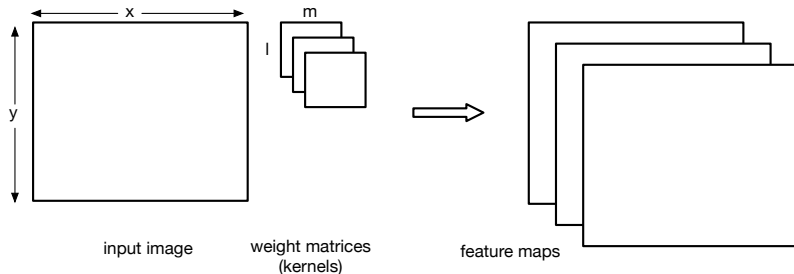 x
m
l
y
input image
weight matrices
(kernels)
feature maps